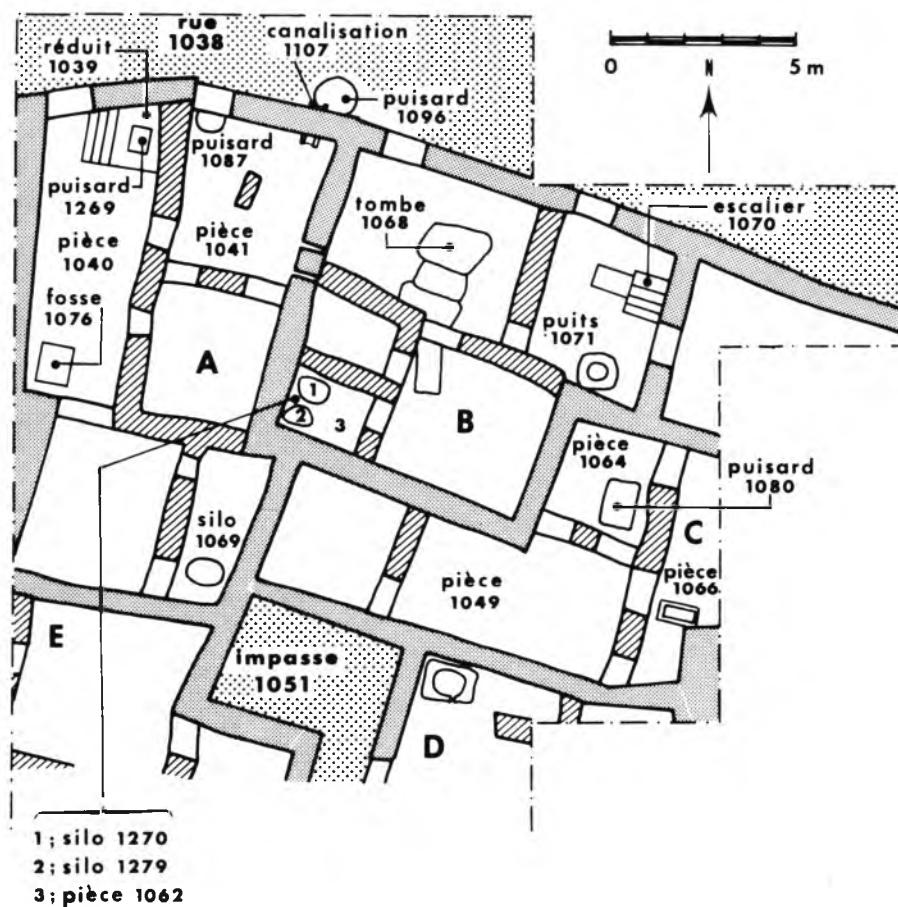 rue
1038
canalisation
1107
réduit
1039
0
N
5 m
puisard
1096
puisard
1087
puisard
1269
tombe
1068
escalier
1070
pièce
1040
pièce
1041
fosse
1076
puits
1071
A
1
2
3
B
pièce
1064
puisard
1080
silo
1069
C
pièce
1049
pièce
1066
E
impasse
1051
D
1; silo 1270
2; silo 1279
3; pièce 1062